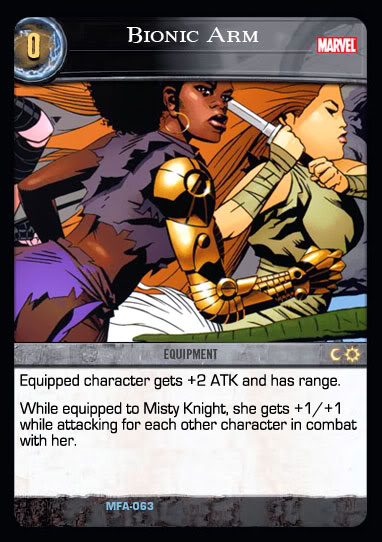 0
Bionic Arm
MARVEL
EQUIPMENT
Equipped character gets +2 ATK and has range.
While equipped to Misty Knight, she gets +1/+1
while attacking for each other character in combat
with her.
MFA-063